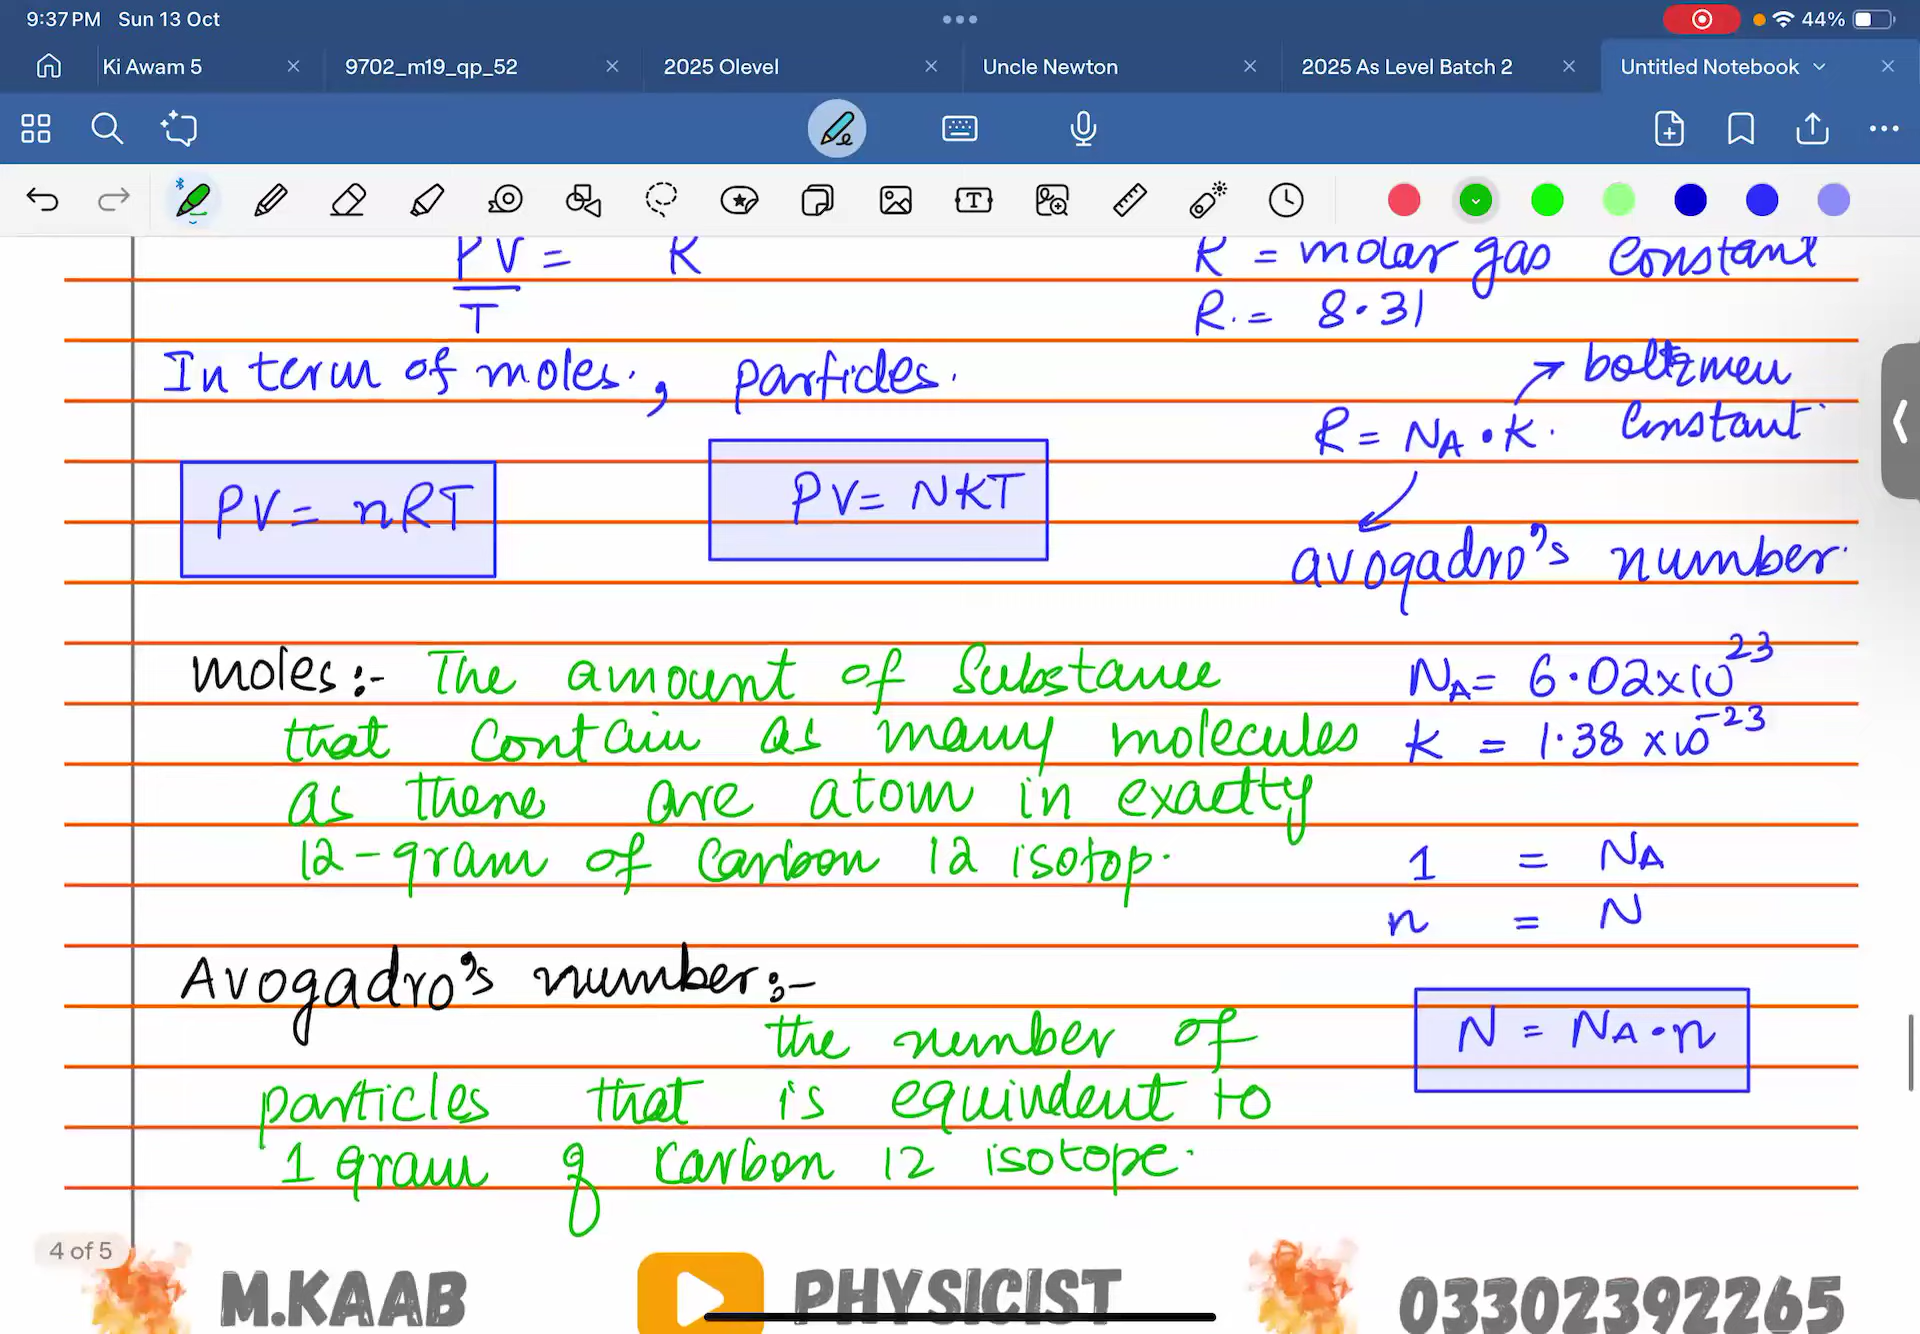 9:37 PM Sun 13 Oct 44%
Ki Awam 5 9702_m19_qp_52 2025 Olevel Uncle Newton 2025 As Level Batch 2 Untitled Notebook
PV = K
T
R = molar gas constant
R. = 8.31
In term of moles., particles.
boltzmen
R = NA • K. Constant
PV = nRT
PV = NKT
avogadro's number.
moles:- The amount of Substance
that contain as many molecules
as there are atom in exactly
12-gram of Carbon 12 isotop.
NA = 6.02x10²³
k = 1.38 x10⁻²³
1 = NA
n = N
Avogadro's number:-
the number of
particles that is equivident to
1 gram of Carbon 12 isotope.
N = NA • n
4 of 5
M.KAAB PHYSICIST 03302392265